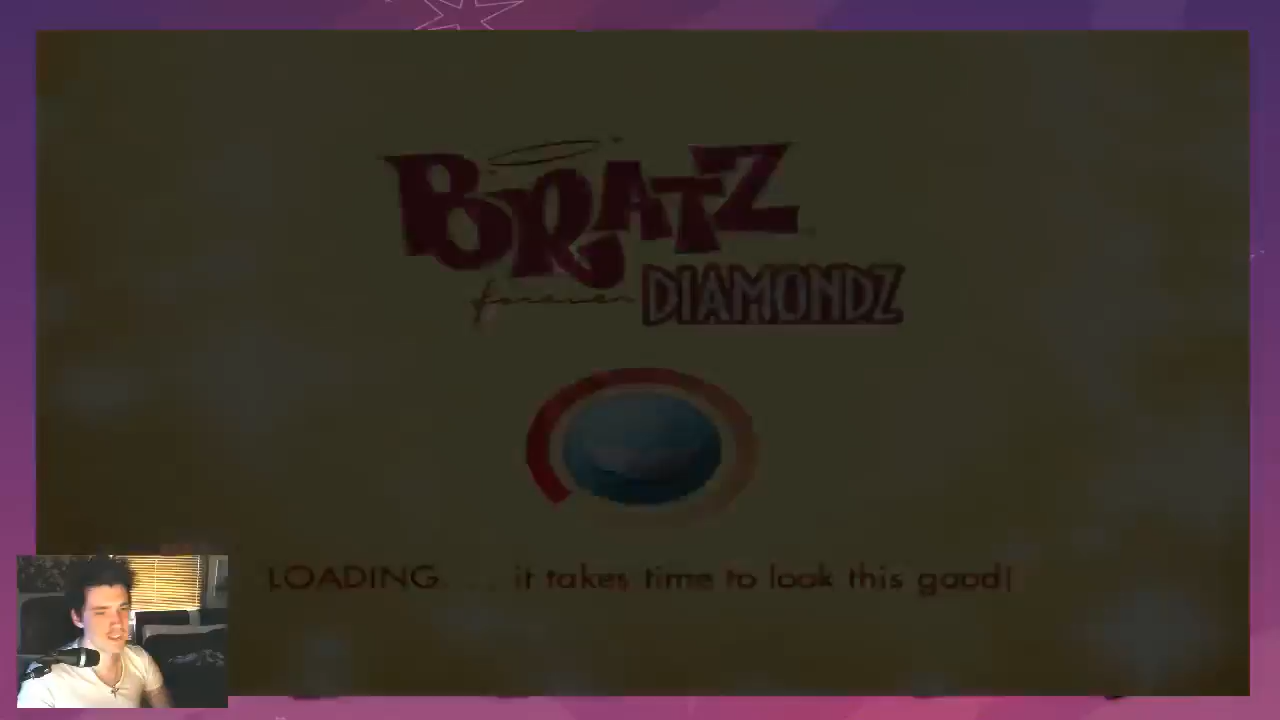 BRATZ
forever DIAMONDZ
LOADING . . . it takes time to look this good!